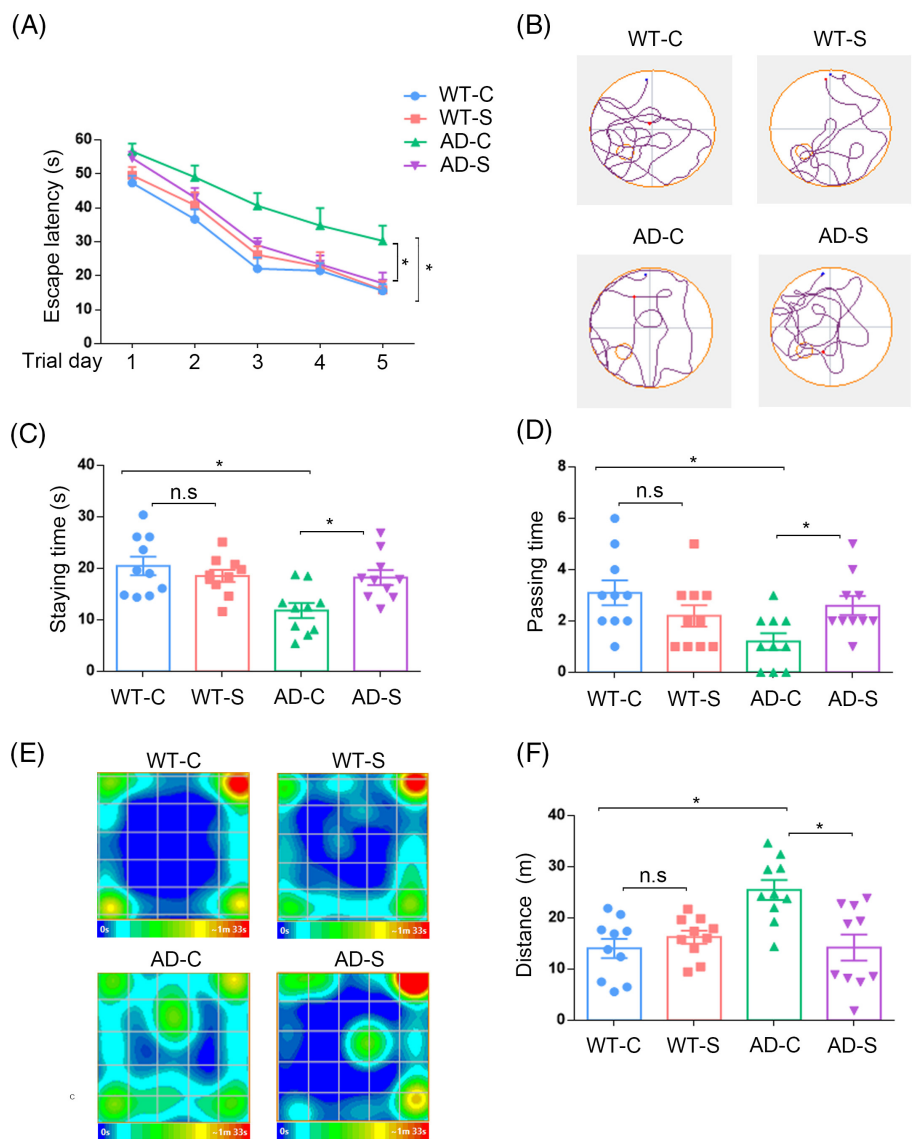 (A)
WT-C
WT-S
AD-C
AD-S
Escape latency (s)
60
50
40
30
20
10
0
*
*
Trial day 1 2 3 4 5
(B)
WT-C WT-S
AD-C AD-S
(C)
Staying time (s)
40
30
20
10
0
*
n.s
*
WT-C WT-S AD-C AD-S
(D)
Passing time
8
6
4
2
0
*
n.s
*
WT-C WT-S AD-C AD-S
(E)
WT-C WT-S
0s ~1m 33s 0s ~1m 33s
AD-C AD-S
c
0s ~1m 33s 0s ~1m 33s
(F)
Distance (m)
40
30
20
10
0
*
*
n.s
WT-C WT-S AD-C AD-S